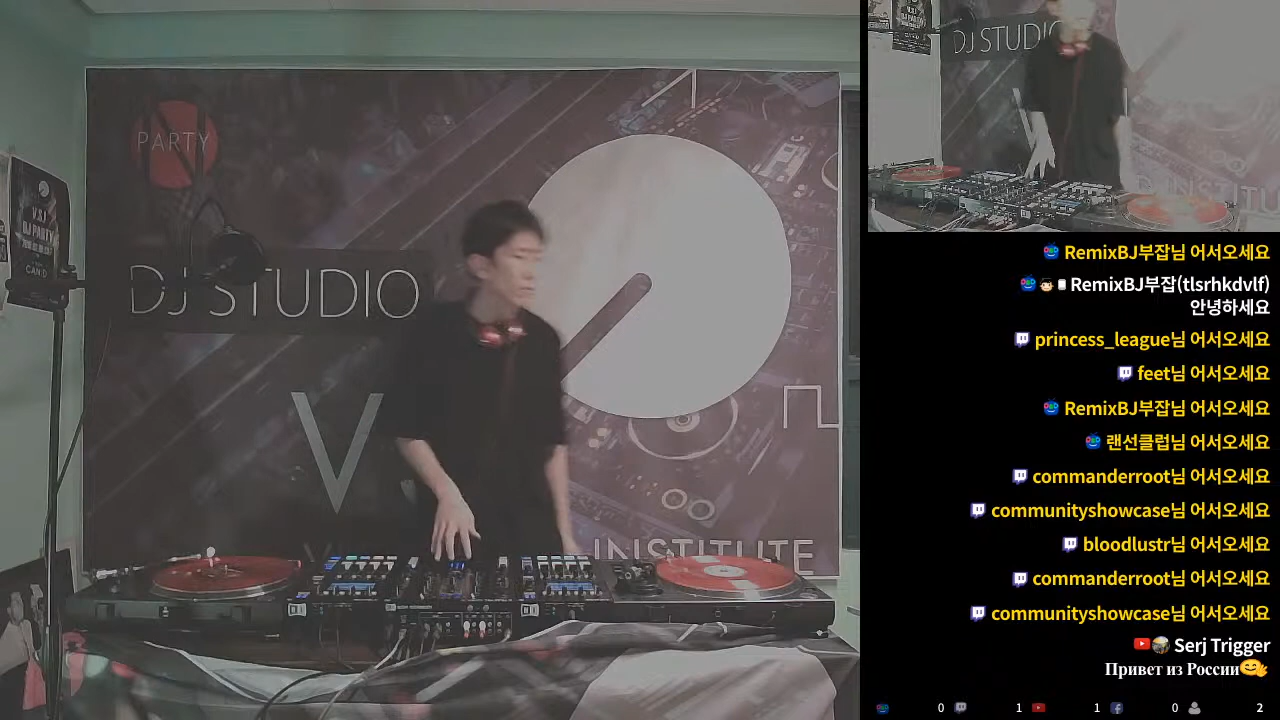 PARTY
DJ STUDIO
V
INSTITUTE
V.S.J
DJ PARTY
CAN:D
DJ STUDIO
INSTITU
RemixBJ부잡님 어서오세요
RemixBJ부잡(tlsrhkdvlf)
안녕하세요
princess_league님 어서오세요
feet님 어서오세요
RemixBJ부잡님 어서오세요
랜선클럽님 어서오세요
commanderroot님 어서오세요
communityshowcase님 어서오세요
bloodlustr님 어서오세요
commanderroot님 어서오세요
communityshowcase님 어서오세요
Serj Trigger
Привет из России🤗
0 1 1 0 2